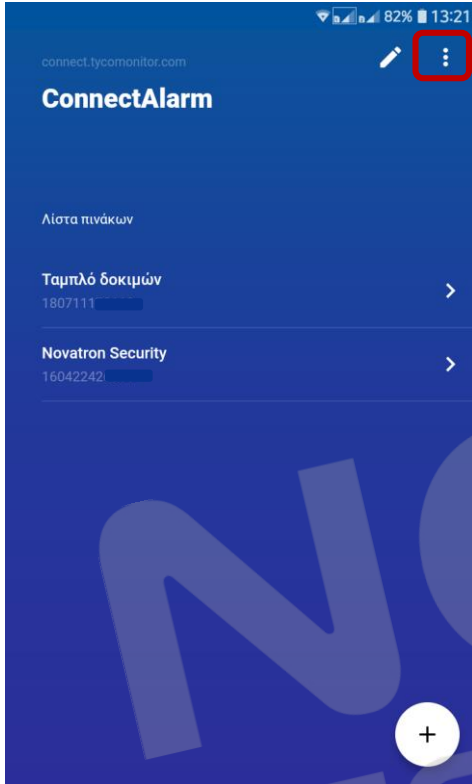 82% 13:21
connect.tycomonitor.com
ConnectAlarm
Λίστα πινάκων
Ταμπλό δοκιμών
1807111
Novatron Security
16042242
+